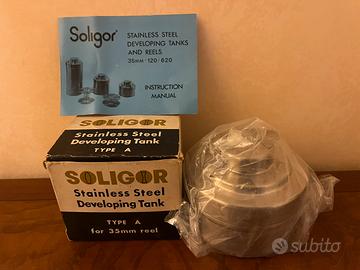 Soligor
STAINLESS STEEL
DEVELOPING TANKS
AND REELS
35mm · 120 / 620
INSTRUCTION
MANUAL
SOLIGOR
Stainless Steel
Developing Tank
TYPE A
SOLIGOR
Stainless Steel
Developing Tank
TYPE A
for 35mm reel
subito